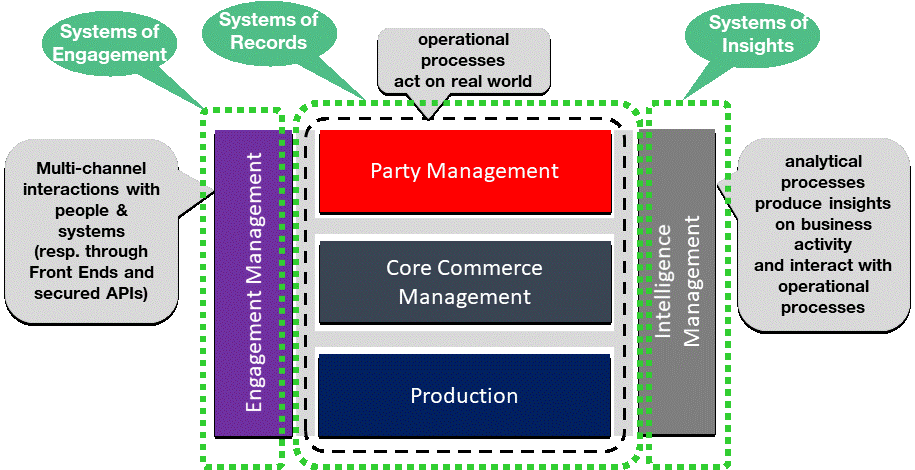 Systems of
Engagement
Systems of
Records
operational
processes
act on real world
Systems of
Insights
Multi-channel
interactions with
people &
systems
(resp. through
Front Ends and
secured APIs)
Engagement Management
Party Management
Core Commerce
Management
Production
Intelligence
Management
analytical
processes
produce insights
on business
activity
and interact with
operational
processes